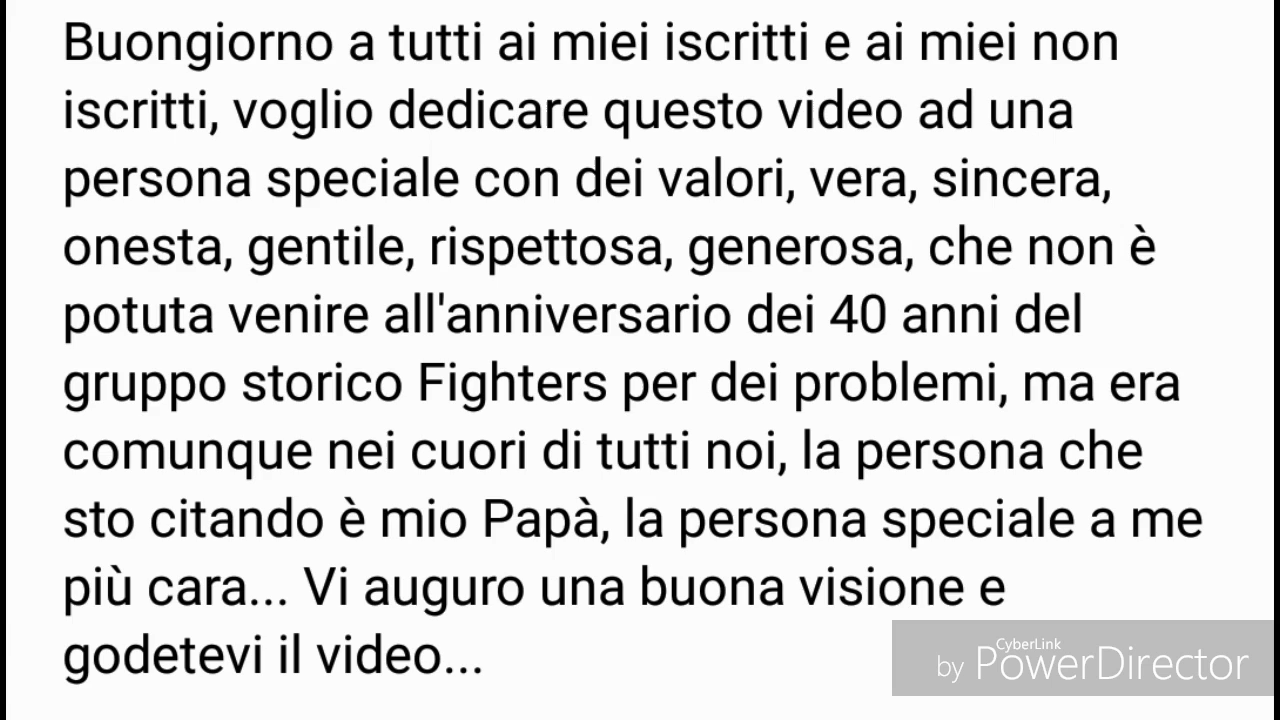 Buongiorno a tutti ai miei iscritti e ai miei non
iscritti, voglio dedicare questo video ad una
persona speciale con dei valori, vera, sincera,
onesta, gentile, rispettosa, generosa, che non è
potuta venire all'anniversario dei 40 anni del
gruppo storico Fighters per dei problemi, ma era
comunque nei cuori di tutti noi, la persona che
sto citando è mio Papà, la persona speciale a me
più cara... Vi auguro una buona visione e
godetevi il video...
CyberLink
by PowerDirector